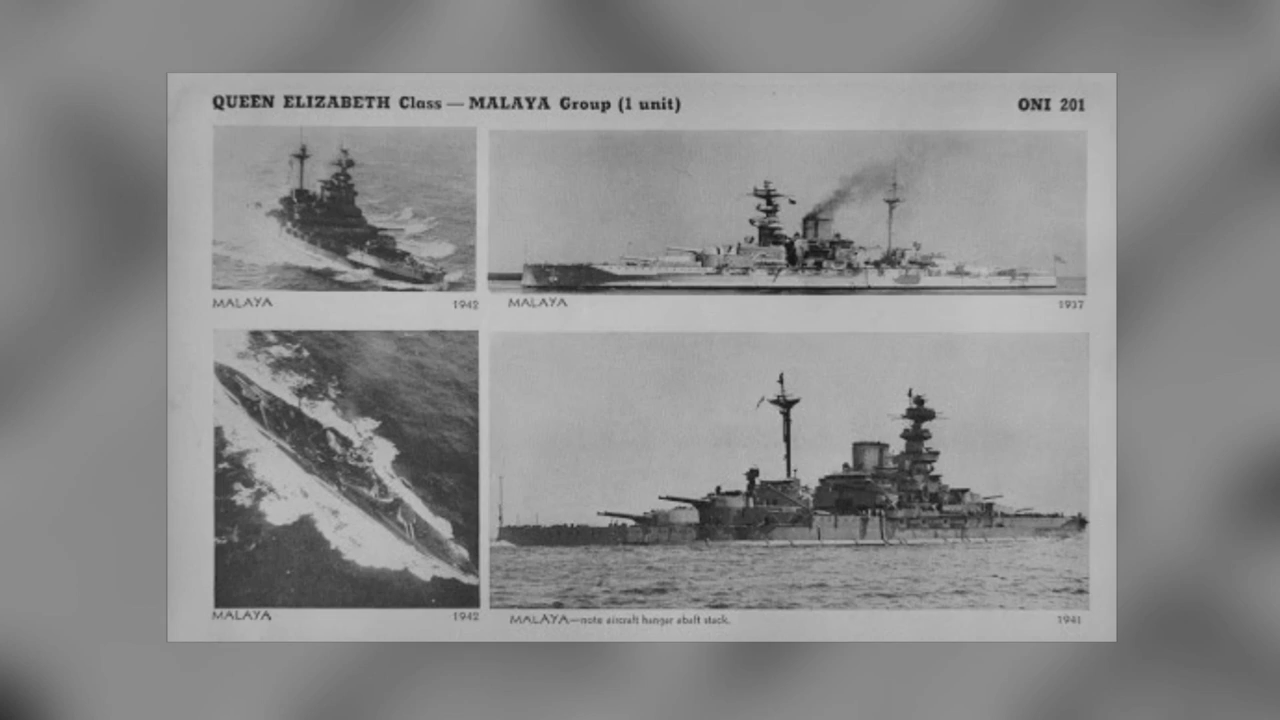 QUEEN ELIZABETH Class — MALAYA Group (1 unit)
ONI 201
MALAYA 1942
MALAYA 1937
MALAYA 1942
MALAYA—note aircraft hangar abaft stack. 1941